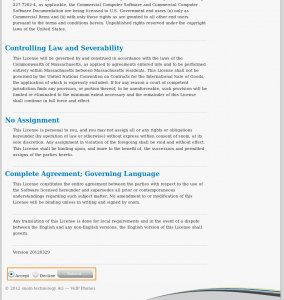 227.7202-4, as applicable, the Commercial Computer Software and Commercial Computer
Software Documentation are being licensed to U.S. Government end users (a) only as
Commercial Items and (b) with only those rights as are granted to all other end users
pursuant to the terms and conditions herein. Unpublished rights reserved under the copyright
laws of the United States.
Controlling Law and Severability
This License will be governed by and construed in accordance with the laws of the
Commonwealth of Massachusetts, as applied to agreements entered into and to be performed
entirely within Massachusetts between Massachusetts residents. This License shall not be
governed by the United Nations Convention on Contracts for the International Sale of Goods,
the application of which is expressly excluded. If for any reason a court of competent
jurisdiction finds any provision, or portion thereof, to be unenforceable, such provision will be
limited or eliminated to the minimum extent necessary and the remainder of this License
shall continue in full force and effect.
No Assignment
This License is personal to you, and you may not assign all or any rights or obligations
hereunder (by operation of law or otherwise) without express written consent of snom, at its
sole discretion. Any assignment in violation of the foregoing shall be void and without effect.
This License shall be binding upon, and inure to the benefit of, the successors and permitted
assigns of the parties hereto.
Complete Agreement; Governing Language
This License constitutes the entire agreement between the parties with respect to the use of
the Software licensed hereunder and supersedes all prior or contemporaneous
understandings regarding such subject matter. No amendment to or modification of this
License will be binding unless in writing and signed by snom.
Any translation of this License is done for local requirements and in the event of a dispute
between the English and any non-English versions, the English version of this License shall
govern.
Version 20120329
Accept Decline
© 2011 snom technology AG — VoIP Phones